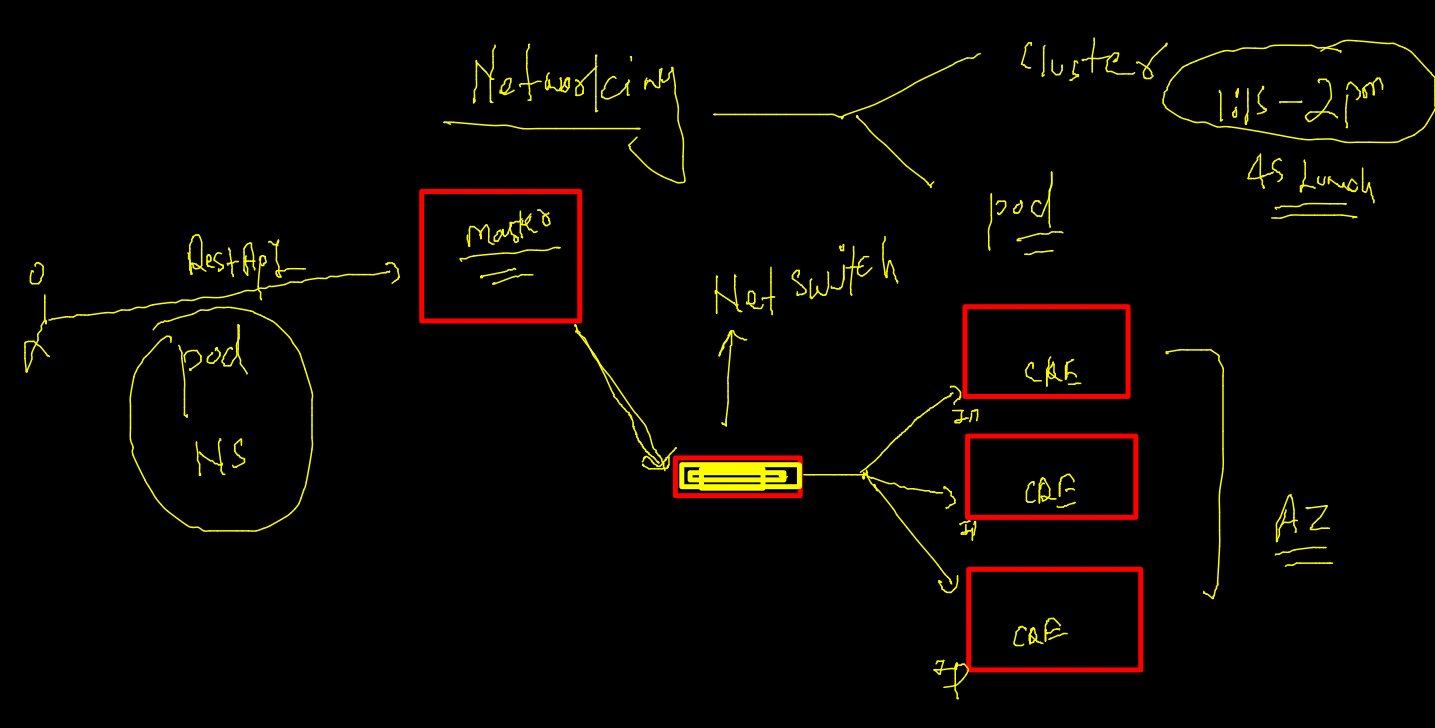 Networking
Cluster
1:15 - 2pm
45 Lunch
pod
master
RestApI
Net switch
pod
NS
CRE
IP
CRE
IP
CRE
IP
AZ